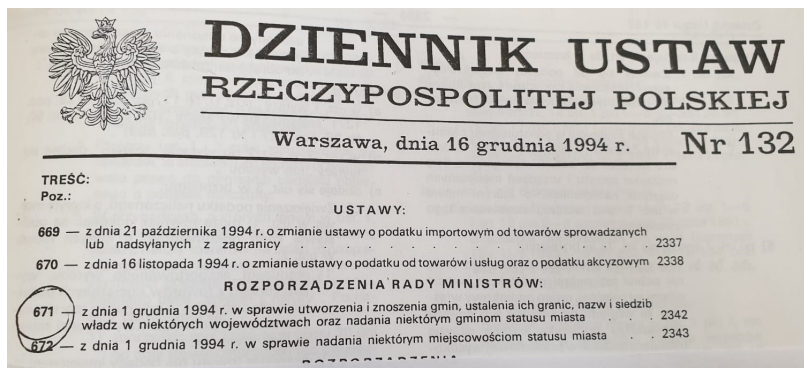 DZIENNIK USTAW
RZECZYPOSPOLITEJ POLSKIEJ
Warszawa, dnia 16 grudnia 1994 r. Nr 132
TREŚĆ:
Poz.:
USTAWY:
669 — z dnia 21 października 1994 r. o zmianie ustawy o podatku importowym od towarów sprowadzanych
lub nadsyłanych z zagranicy . . . . . . . . . . . . . . . . 2337
670 — z dnia 16 listopada 1994 r. o zmianie ustawy o podatku od towarów i usług oraz o podatku akcyzowym 2338
ROZPORZĄDZENIA RADY MINISTRÓW:
671 — z dnia 1 grudnia 1994 r. w sprawie utworzenia i znoszenia gmin, ustalenia ich granic, nazw i siedzib
władz w niektórych województwach oraz nadania niektórym gminom statusu miasta . . . 2342
672 — z dnia 1 grudnia 1994 r. w sprawie nadania niektórym miejscowościom statusu miasta . . 2343